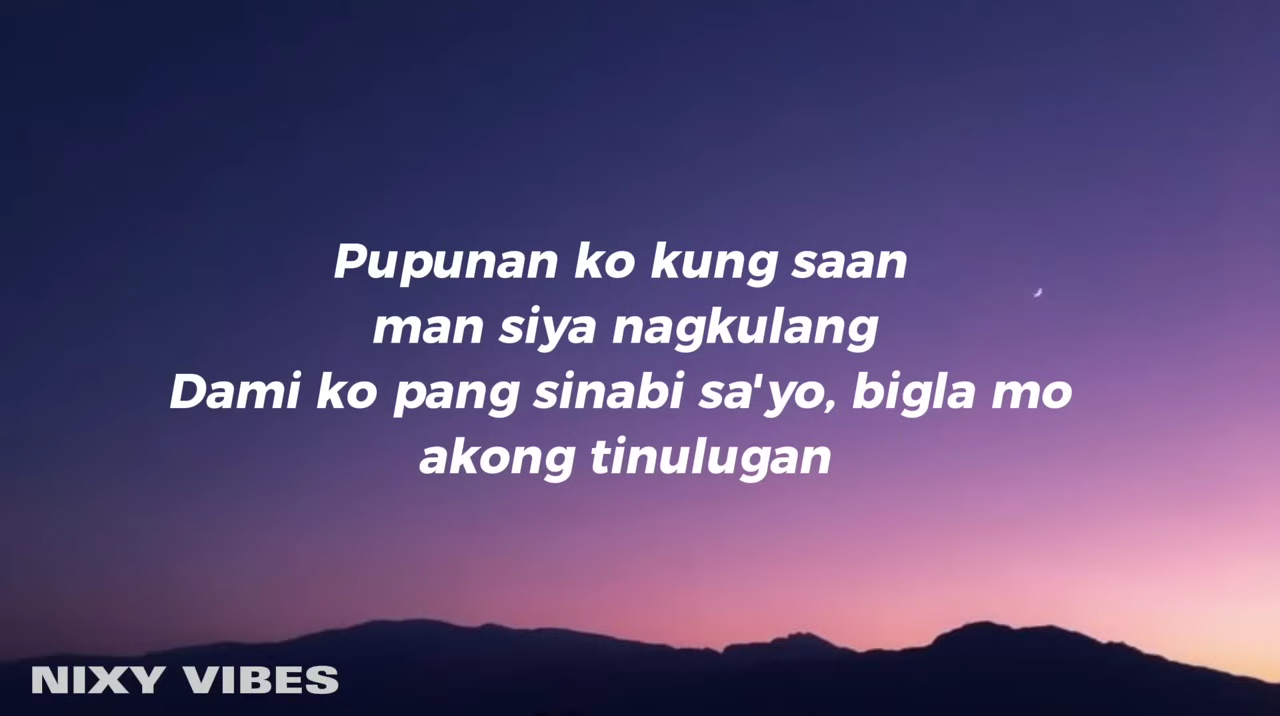 Pupunan ko kung saan
man siya nagkulang
Dami ko pang sinabi sa'yo, bigla mo
akong tinulugan
NIXY VIBES